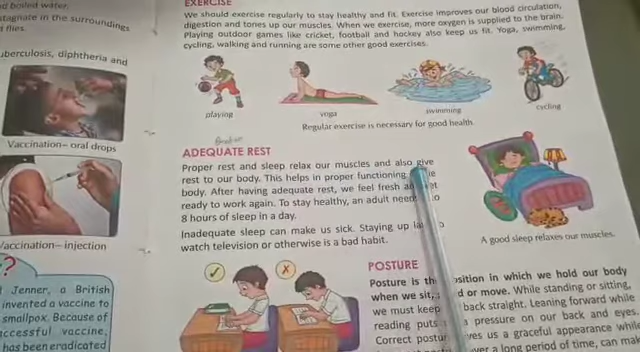 d boiled water.
stagnate in the surroundings
d flies.
uberculosis, diphtheria and
Vaccination– oral drops
Vaccination– injection
?
Jenner, a British
invented a vaccine to
smallpox. Because of
uccessful vaccine,
has been eradicated
EXERCISE
We should exercise regularly to stay healthy and fit. Exercise improves our blood circulation,
digestion and tones up our muscles. When we exercise, more oxygen is supplied to the brain.
Playing outdoor games like cricket, football and hockey also keep us fit. Yoga, swimming,
cycling, walking and running are some other good exercises.
playing
yoga
swimming
cycling
Regular exercise is necessary for good health.
ADEQUATE REST
Proper rest and sleep relax our muscles and also give
rest to our body. This helps in proper functioning
body. After having adequate rest, we feel fresh
ready to work again. To stay healthy, an adult
8 hours of sleep in a day.
Inadequate sleep can make us sick. Staying up
watch television or otherwise is a bad habit.
A good sleep relaxes our muscles.
POSTURE
Posture is the position in which we hold our body
when we sit, or move. While standing or sitting,
we must keep back straight. Leaning forward while
reading puts a pressure on our back and eyes.
Correct posture gives us a graceful appearance
over a long period of time, can